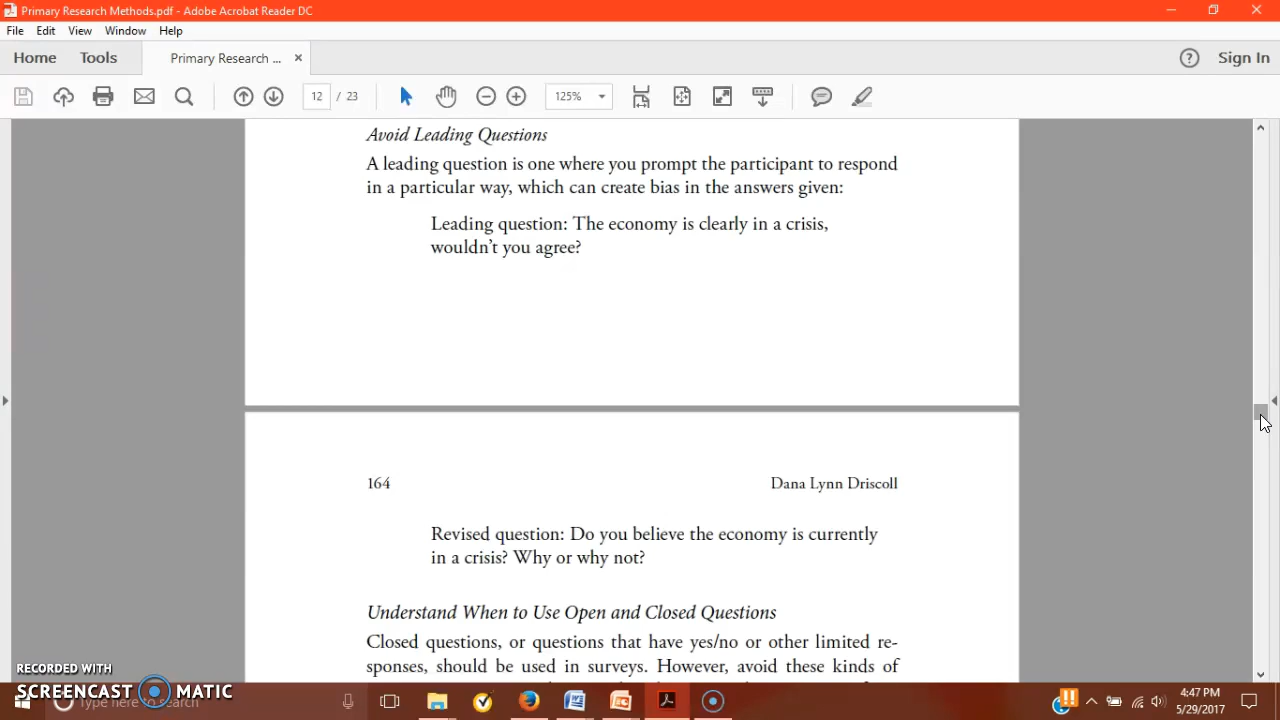 Primary Research Methods.pdf - Adobe Acrobat Reader DC
File Edit View Window Help
Home Tools Primary Research ... × ? Sign In
12 / 23 125%
Avoid Leading Questions
A leading question is one where you prompt the participant to respond
in a particular way, which can create bias in the answers given:
Leading question: The economy is clearly in a crisis,
wouldn’t you agree?
164 Dana Lynn Driscoll
Revised question: Do you believe the economy is currently
in a crisis? Why or why not?
Understand When to Use Open and Closed Questions
Closed questions, or questions that have yes/no or other limited re-
sponses, should be used in surveys. However, avoid these kinds of
RECORDED WITH
SCREENCAST MATIC
Type here to search
4:47 PM
5/29/2017